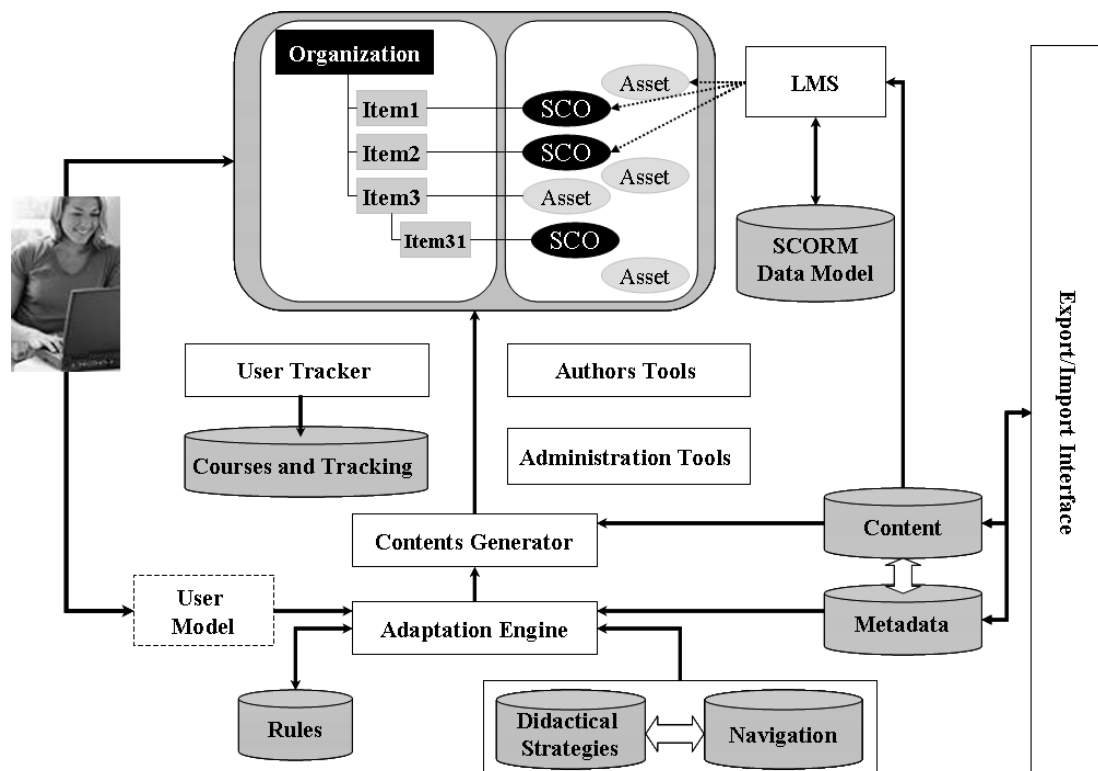 Organization
Asset
LMS
Item1
SCO
Item2
SCO
Asset
Item3
Asset
Item31
SCO
Asset
SCORM
Data Model
Export/Import Interface
User Tracker
Authors Tools
Courses and Tracking
Administration Tools
Contents Generator
Content
User
Model
Adaptation Engine
Metadata
Rules
Didactical
Strategies
Navigation